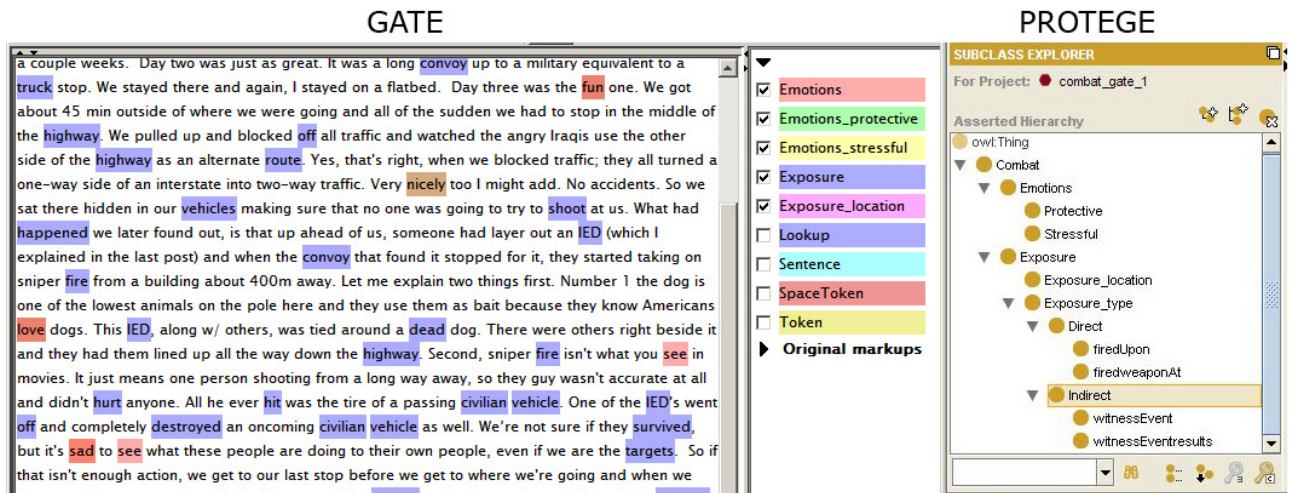 GATE
PROTEGE
a couple weeks. Day two was just as great. It was a long convoy up to a military equivalent to a
truck stop. We stayed there and again, I stayed on a flatbed. Day three was the fun one. We got
about 45 min outside of where we were going and all of the sudden we had to stop in the middle of
the highway. We pulled up and blocked off all traffic and watched the angry Iraqis use the other
side of the highway as an alternate route. Yes, that's right, when we blocked traffic; they all turned a
one-way side of an interstate into two-way traffic. Very nicely too I might add. No accidents. So we
sat there hidden in our vehicles making sure that no one was going to try to shoot at us. What had
happened we later found out, is that up ahead of us, someone had layer out an IED (which I
explained in the last post) and when the convoy that found it stopped for it, they started taking on
sniper fire from a building about 400m away. Let me explain two things first. Number 1 the dog is
one of the lowest animals on the pole here and they use them as bait because they know Americans
love dogs. This IED, along w/ others, was tied around a dead dog. There were others right beside it
and they had them lined up all the way down the highway. Second, sniper fire isn't what you see in
movies. It just means one person shooting from a long way away, so they guy wasn't accurate at all
and didn't hurt anyone. All he ever hit was the tire of a passing civilian vehicle. One of the IED's went
off and completely destroyed an oncoming civilian vehicle as well. We're not sure if they survived,
but it's sad to see what these people are doing to their own people, even if we are the targets. So if
that isn't enough action, we get to our last stop before we get to where we're going and when we
Emotions
Emotions_protective
Emotions_stressful
Exposure
Exposure_location
Lookup
Sentence
SpaceToken
Token
Original markups
SUBCLASS EXPLORER
For Project: combat_gate_1
Asserted Hierarchy
owl:Thing
Combat
Emotions
Protective
Stressful
Exposure
Exposure_location
Exposure_type
Direct
firedUpon
firedweaponAt
Indirect
witnessEvent
witnessEventresults